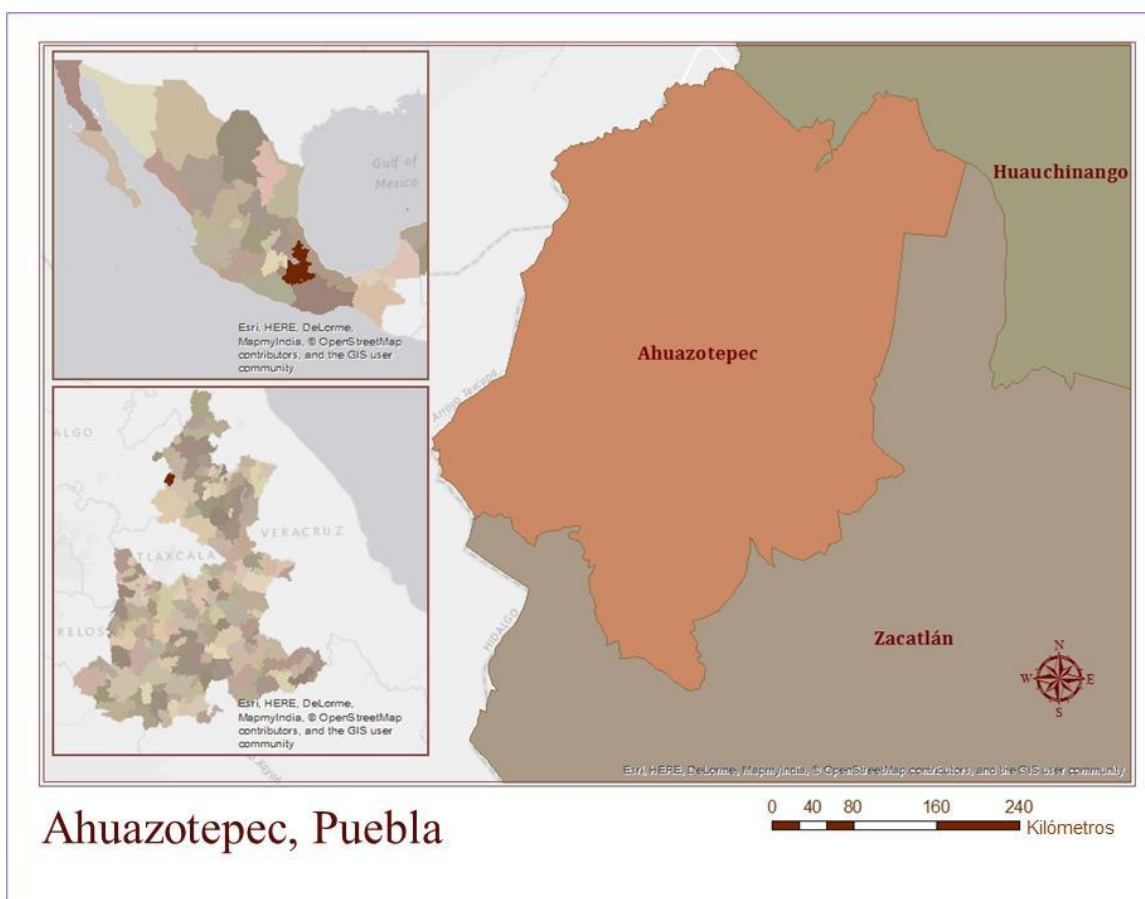 Gulf of
Mexico
Esri, HERE, DeLorme,
MapmyIndia, © OpenStreetMap
contributors, and the GIS user
community
ALGO
VERACRUZ
TLAXCALA
RELOS
Esri, HERE, DeLorme,
MapmyIndia, © OpenStreetMap
contributors, and the GIS user
community
Huauchinango
Ahuazotepec
Arroyo
HIDALGO
Zacatlán
N
W E
S
Esri, HERE, DeLorme, MapmyIndia, © OpenStreetMap contributors, and the GIS user community
Ahuazotepec, Puebla
0 40 80 160 240
Kilómetros